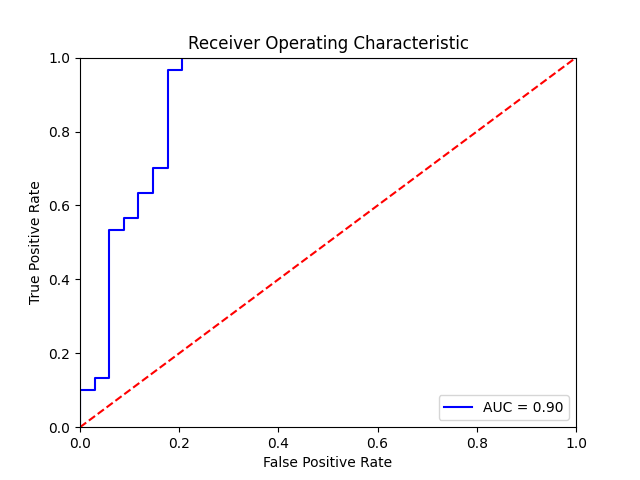 Receiver Operating Characteristic
1.0
0.8
0.6
0.4
0.2
0.0
True Positive Rate
AUC = 0.90
0.0 0.2 0.4 0.6 0.8 1.0
False Positive Rate